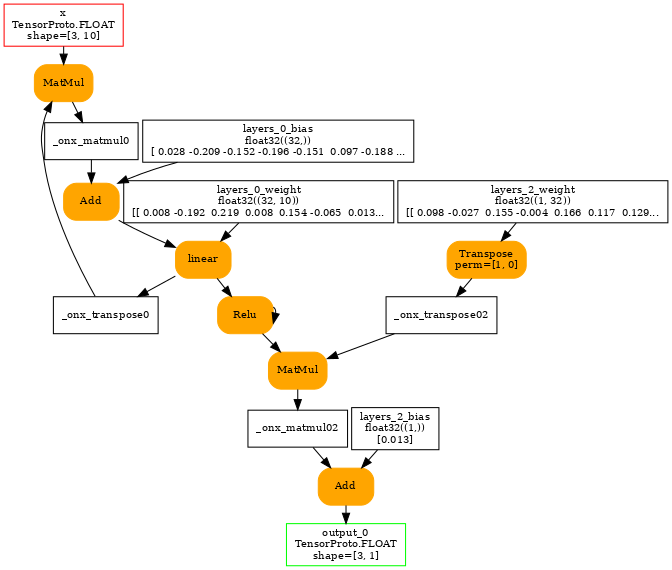 x
TensorProto.FLOAT
shape=[3, 10]
MatMul
_onx_matmul0
layers_0_bias
float32((32,))
[ 0.028 -0.209 -0.152 -0.196 -0.151  0.097 -0.188 ...
Add
layers_0_weight
float32((32, 10))
[[ 0.008 -0.192  0.219  0.008  0.154 -0.065  0.013...
layers_2_weight
float32((1, 32))
[[ 0.098 -0.027  0.155 -0.004  0.166  0.117  0.129...
linear
Transpose
perm=[1, 0]
_onx_transpose0
Relu
_onx_transpose02
MatMul
_onx_matmul02
layers_2_bias
float32((1,))
[0.013]
Add
output_0
TensorProto.FLOAT
shape=[3, 1]